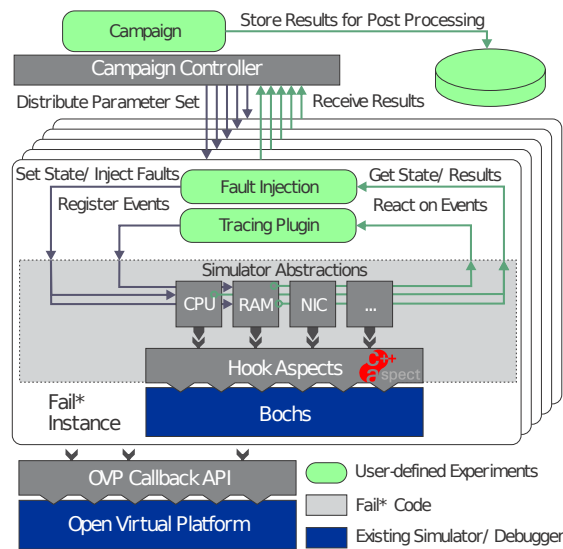 Campaign
Store Results for Post Processing
Campaign Controller
Distribute Parameter Set
Receive Results
Set State/ Inject Faults
Fault Injection
Get State/ Results
Register Events
Tracing Plugin
React on Events
Simulator Abstractions
CPU
RAM
NIC
...
Hook Aspects
C++
aspect
Fail*
Instance
Bochs
OVP Callback API
Open Virtual Platform
User-defined Experiments
Fail* Code
Existing Simulator/ Debugger